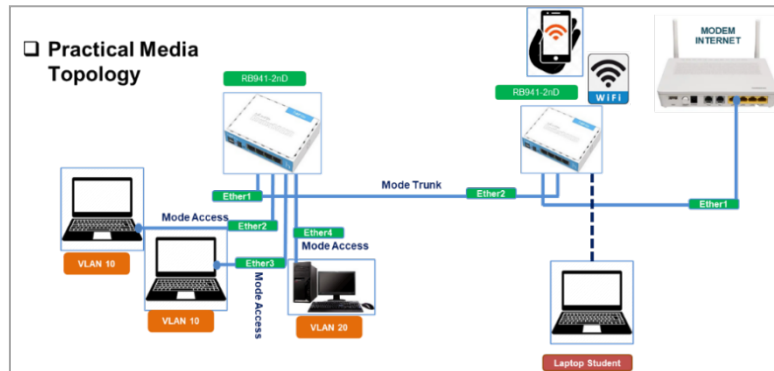 ❑ Practical Media
Topology
RB941-2nD
RB941-2nD
WiFi
MODEM
INTERNET
Ether1
Mode Trunk
Ether2
Ether1
Mode Access
Ether2
Ether4
Mode Access
Ether3
Mode Access
VLAN 10
VLAN 10
VLAN 20
Laptop Student